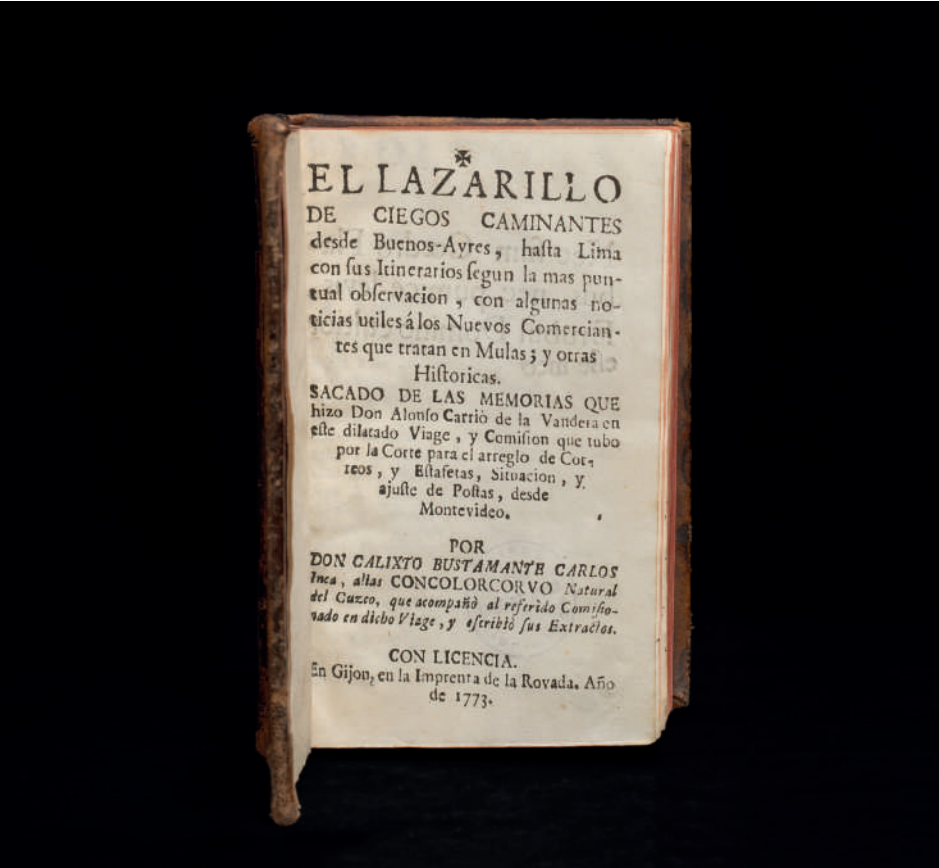 ✠
EL LAZARILLO
DE CIEGOS CAMINANTES
desde Buenos-Ayres, haſta Lima
con ſus Itinerarios ſegun la mas pun-
tual obſervacion, con algunas no-
ticias utiles á los Nuevos Comercian-
tes que tratan en Mulas; y otras
Hiſtoricas.
SACADO DE LAS MEMORIAS QUE
hizo Don Alonſo Carriò de la Vandera en
eſte dilatado Viage, y Comiſion que tubo
por la Corte para el arreglo de Cor-
reos, y Eſtafetas, Situacion, y
ajuſte de Poſtas, desde
Montevideo.
POR
DON CALIXTO BUSTAMANTE CARLOS
Inca, alias CONCOLORCORVO Natural
del Cuzco, que acompañò al referido Comiſio-
nado en dicho Viage, y eſcribiò ſus Extractos.
CON LICENCIA.
En Gijon, en la Imprenta de la Rovada. Año
de 1773.